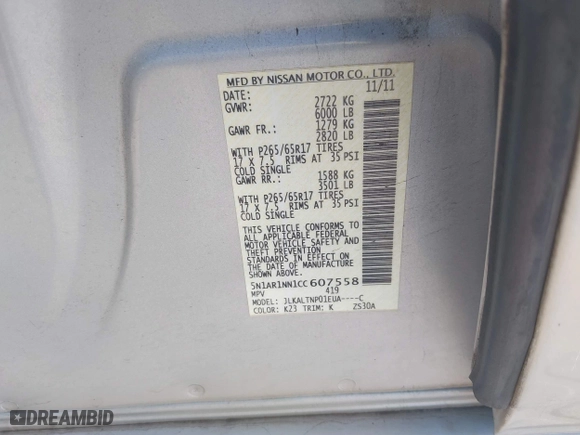 MFD BY NISSAN MOTOR CO., LTD.
DATE: 11/11
GVWR: 2722 KG
6000 LB
GAWR FR.: 1279 KG
2820 LB
WITH P265/65R17 TIRES
17 X 7.5 RIMS AT 35 PSI
COLD SINGLE
GAWR RR.: 1588 KG
3501 LB
WITH P265/65R17 TIRES
17 X 7.5 RIMS AT 35 PSI
COLD SINGLE
THIS VEHICLE CONFORMS TO
ALL APPLICABLE FEDERAL
MOTOR VEHICLE SAFETY AND
THEFT PREVENTION
STANDARDS IN EFFECT ON
THE DATE OF MANUFACTURE
SHOWN ABOVE.
5N1AR1NN1CC607558
MPV 419
MODEL: JLKALTNP01EUA----C
COLOR: K23 TRIM: K ZS30A
DREAMBID